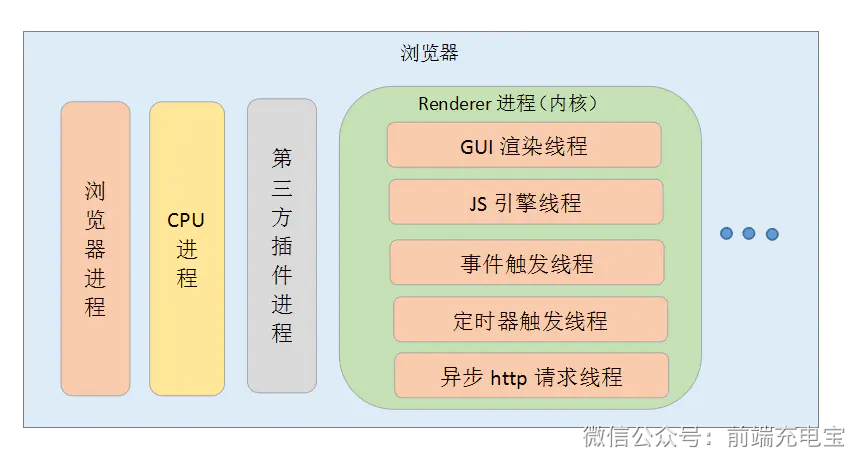 浏览器
浏览器进程
CPU
进程
第三方插件进程
Renderer 进程（内核）
GUI 渲染线程
JS 引擎线程
事件触发线程
定时器触发线程
异步 http 请求线程
微信公众号：前端充电宝